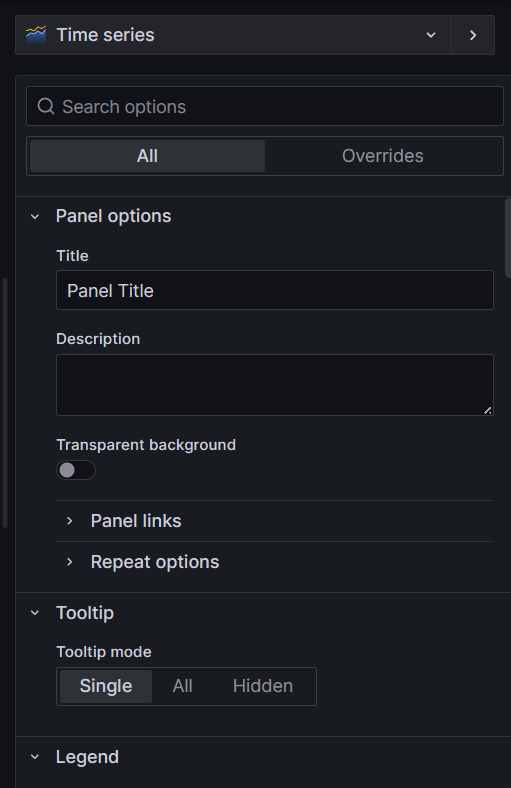 Time series
Search options
All Overrides
Panel options
Title
Panel Title
Description
Transparent background
Panel links
Repeat options
Tooltip
Tooltip mode
Single All Hidden
Legend